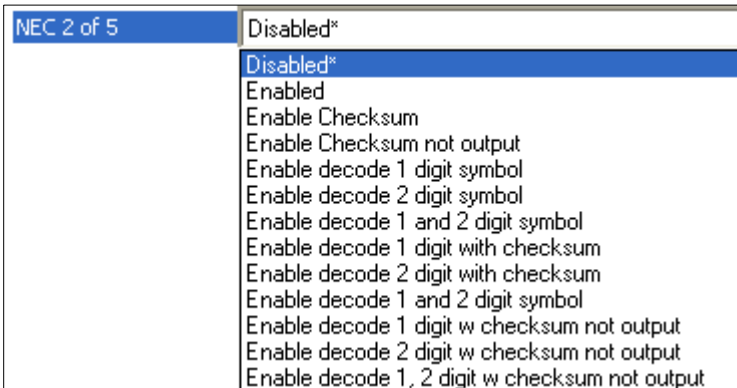 NEC 2 of 5 Disabled*
Disabled*
Enabled
Enable Checksum
Enable Checksum not output
Enable decode 1 digit symbol
Enable decode 2 digit symbol
Enable decode 1 and 2 digit symbol
Enable decode 1 digit with checksum
Enable decode 2 digit with checksum
Enable decode 1 and 2 digit symbol
Enable decode 1 digit w checksum not output
Enable decode 2 digit w checksum not output
Enable decode 1, 2 digit w checksum not output